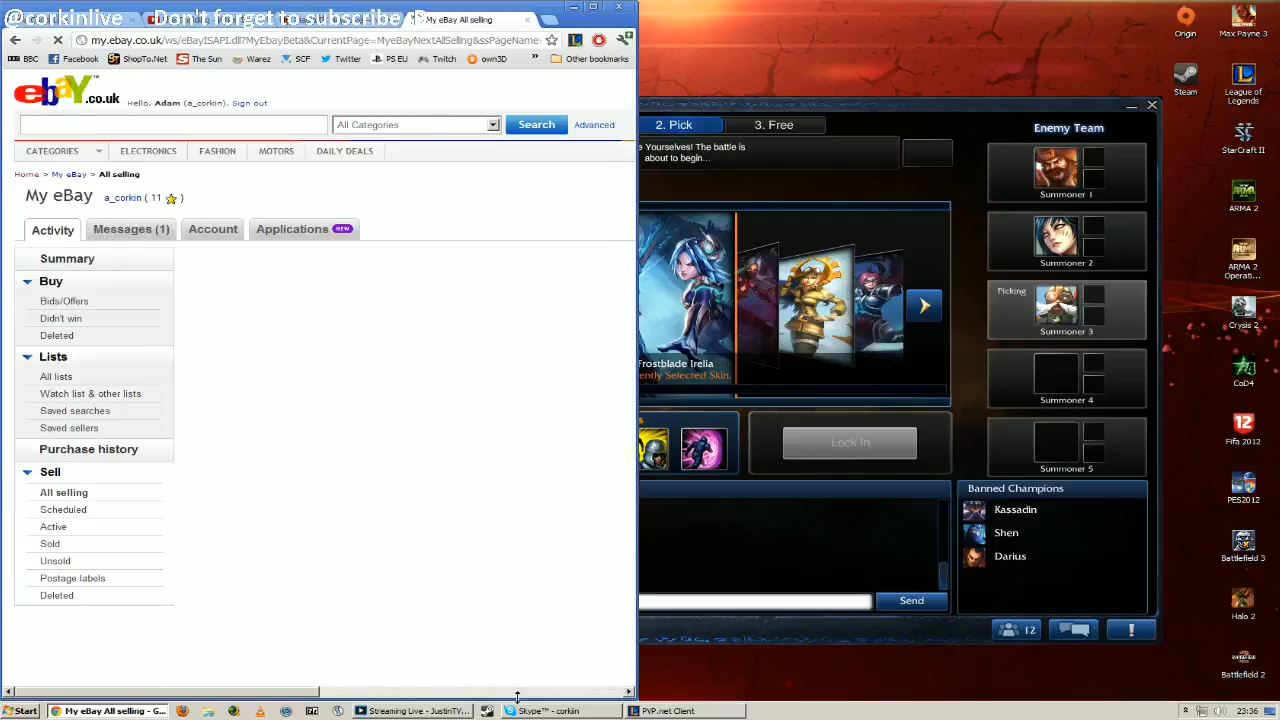 @corkinlive Don't forget to subscribe
My eBay All selling
my.ebay.co.uk/ws/eBayISAPI.dll?MyEbayBeta&CurrentPage=MyeBayNextAllSelling&ssPageName=
BBC Facebook ShopTo.Net The Sun Warez SCF Twitter PS EU Twitch own3D » Other bookmarks
ebay.co.uk
Hello, Adam (a_corkin) Sign out
All Categories Search Advanced
CATEGORIES ELECTRONICS FASHION MOTORS DAILY DEALS
Home > My eBay > All selling
My eBay a_corkin ( 11 )
Activity Messages (1) Account Applications NEW
Summary
Buy
Bids/Offers
Didn't win
Deleted
Lists
All lists
Watch list & other lists
Saved searches
Saved sellers
Purchase history
Sell
All selling
Scheduled
Active
Sold
Unsold
Postage labels
Deleted
2. Pick 3. Free
e Yourselves! The battle is
about to begin...
Frostblade Irelia
ently Selected Skin.
Lock In
Send
Enemy Team
Summoner 1
Summoner 2
Picking
Summoner 3
Summoner 4
Summoner 5
Banned Champions
Kassadin
Shen
Darius
12
Origin
Max Payne 3
Steam
League of
Legends
StarCraft II
ARMA 2
ARMA 2
Operati...
Crysis 2
CoD4
Fifa 2012
PES2012
Battlefield 3
Halo 2
Battlefield 2
Start My eBay All selling - G... Streaming Live - JustinTV... Skype™ - corkin PVP.net Client 23:36